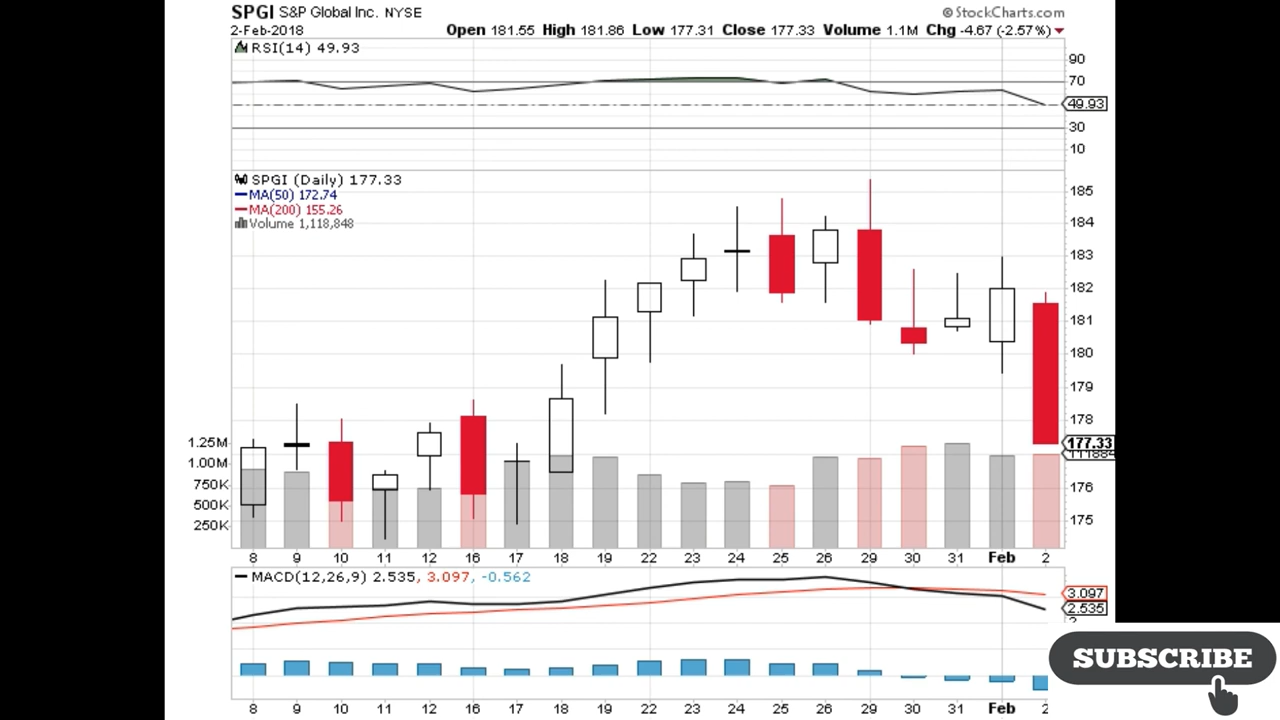 SPGI S&P Global Inc. NYSE
© StockCharts.com
2-Feb-2018
Open 181.55 High 181.86 Low 177.31 Close 177.33 Volume 1.1M Chg -4.67 (-2.57%)
RSI(14) 49.93
90
70
49.93
30
10
SPGI (Daily) 177.33
MA(50) 172.74
MA(200) 155.26
Volume 1,118,848
185
184
183
182
181
180
179
178
177.33
176
175
1.25M
1.00M
750K
500K
250K
8 9 10 11 12 16 17 18 19 22 23 24 25 26 29 30 31 Feb 2
MACD(12,26,9) 2.535, 3.097, -0.562
3.097
2.535
8 9 10 11 12 16 17 18 19 22 23 24 25 26 29 30 31 Feb 2
SUBSCRIBE